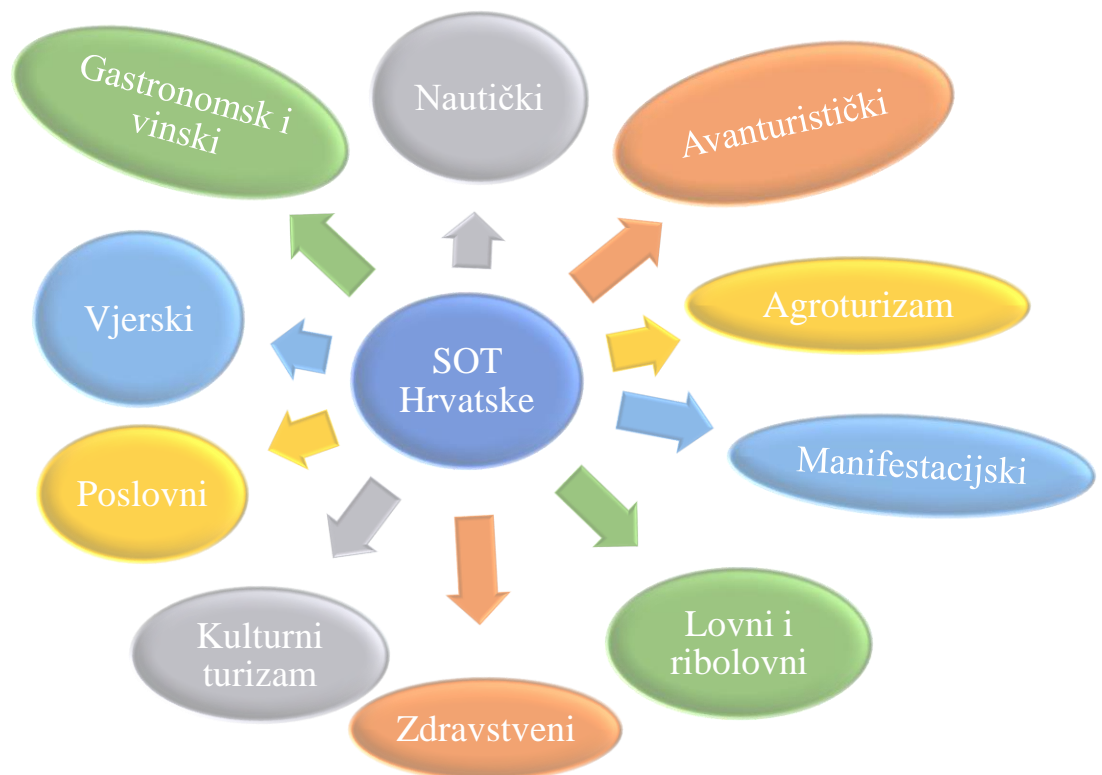 Gastronomsk i
vinski
Nautički
Avanturistički
Vjerski
SOT
Hrvatske
Agroturizam
Poslovni
Manifestacijski
Kulturni
turizam
Lovni i
ribolovni
Zdravstveni